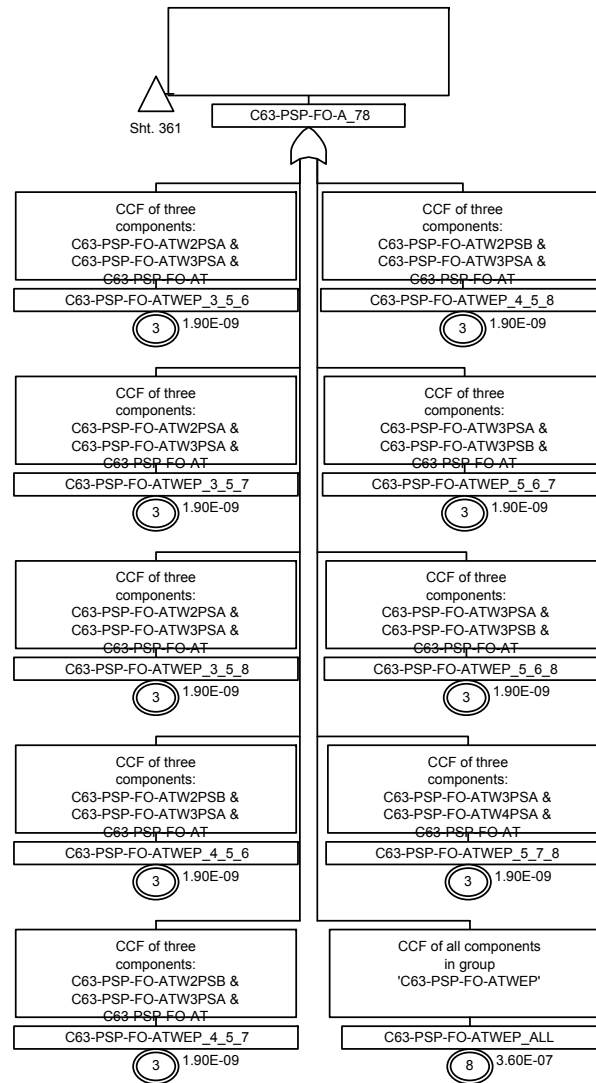 Sht. 361
C63-PSP-FO-A_78
CCF of three
components:
C63-PSP-FO-ATW2PSA &
C63-PSP-FO-ATW3PSA &
C63-PSP-FO-AT
C63-PSP-FO-ATWEP_3_5_6
3
1.90E-09
CCF of three
components:
C63-PSP-FO-ATW2PSB &
C63-PSP-FO-ATW3PSA &
C63-PSP-FO-AT
C63-PSP-FO-ATWEP_4_5_8
3
1.90E-09
CCF of three
components:
C63-PSP-FO-ATW2PSA &
C63-PSP-FO-ATW3PSA &
C63-PSP-FO-AT
C63-PSP-FO-ATWEP_3_5_7
3
1.90E-09
CCF of three
components:
C63-PSP-FO-ATW3PSA &
C63-PSP-FO-ATW3PSB &
C63-PSP-FO-AT
C63-PSP-FO-ATWEP_5_6_7
3
1.90E-09
CCF of three
components:
C63-PSP-FO-ATW2PSA &
C63-PSP-FO-ATW3PSA &
C63-PSP-FO-AT
C63-PSP-FO-ATWEP_3_5_8
3
1.90E-09
CCF of three
components:
C63-PSP-FO-ATW3PSA &
C63-PSP-FO-ATW3PSB &
C63-PSP-FO-AT
C63-PSP-FO-ATWEP_5_6_8
3
1.90E-09
CCF of three
components:
C63-PSP-FO-ATW2PSB &
C63-PSP-FO-ATW3PSA &
C63-PSP-FO-AT
C63-PSP-FO-ATWEP_4_5_6
3
1.90E-09
CCF of three
components:
C63-PSP-FO-ATW3PSA &
C63-PSP-FO-ATW4PSA &
C63-PSP-FO-AT
C63-PSP-FO-ATWEP_5_7_8
3
1.90E-09
CCF of three
components:
C63-PSP-FO-ATW2PSB &
C63-PSP-FO-ATW3PSA &
C63-PSP-FO-AT
C63-PSP-FO-ATWEP_4_5_7
3
1.90E-09
CCF of all components
in group
'C63-PSP-FO-ATWEP'
C63-PSP-FO-ATWEP_ALL
8
3.60E-07